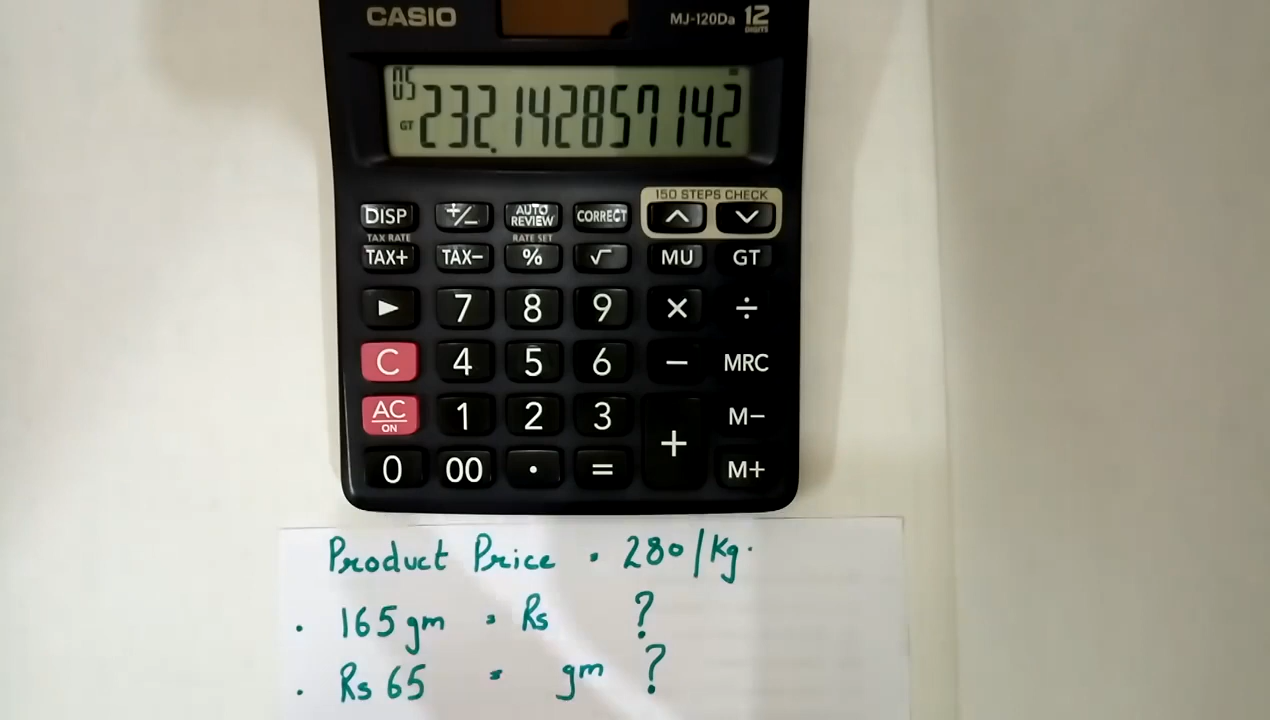 CASIO MJ-120Da 12 DIGITS
05
GT 232.142857142
150 STEPS CHECK
DISP +/− AUTO REVIEW CORRECT ∧ ∨
TAX RATE RATE SET
TAX+ TAX− % √ MU GT
▶ 7 8 9 × ÷
C 4 5 6 − MRC
AC ON 1 2 3 + M−
0 00 · = M+
Product Price = 280/Kg.
· 165 gm = Rs ?
· Rs 65 = gm ?